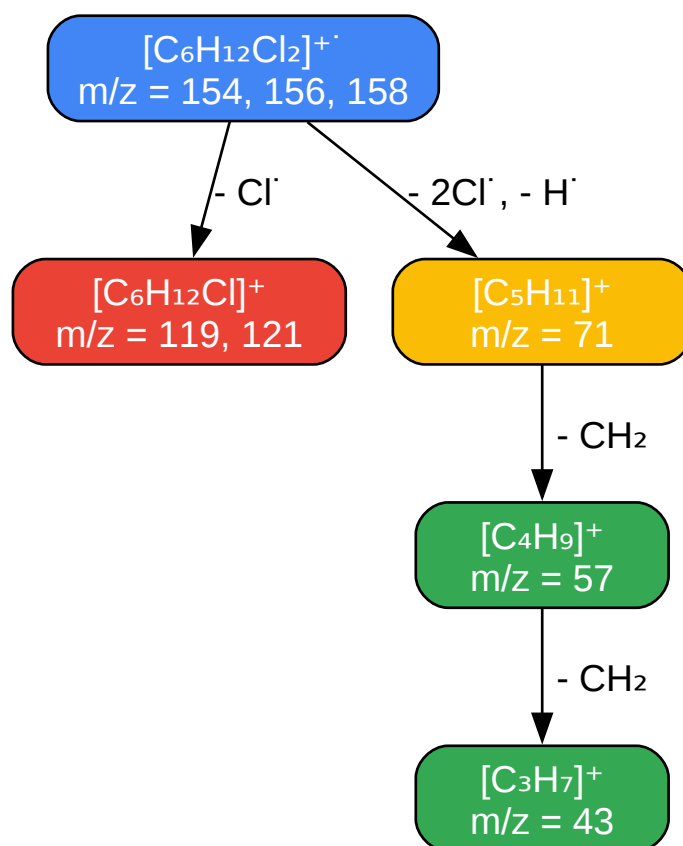 [C₆H₁₂Cl₂]⁺˙
m/z = 154, 156, 158
- Cl˙
- 2Cl˙, - H˙
[C₆H₁₂Cl]⁺
m/z = 119, 121
[C₅H₁₁]⁺
m/z = 71
- CH₂
[C₄H₉]⁺
m/z = 57
- CH₂
[C₃H₇]⁺
m/z = 43